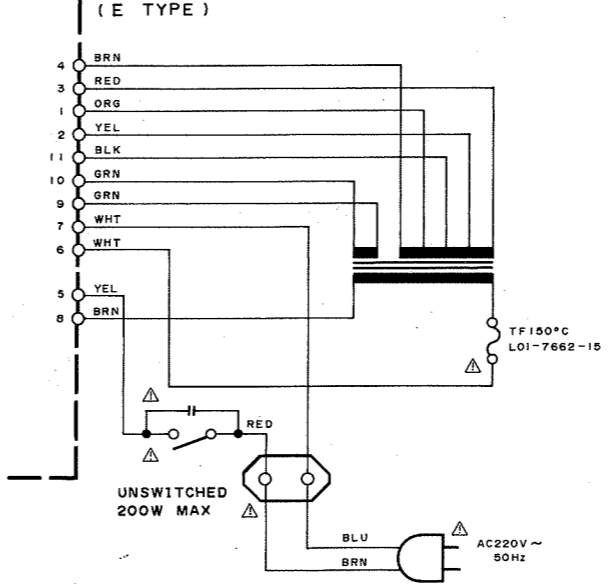 (E TYPE)
4 BRN
3 RED
1 ORG
2 YEL
11 BLK
10 GRN
9 GRN
7 WHT
6 WHT
5 YEL
8 BRN
TF150°C
L01-7662-15
RED
UNSWITCHED
200W MAX
BLU
BRN
AC220V~
50Hz